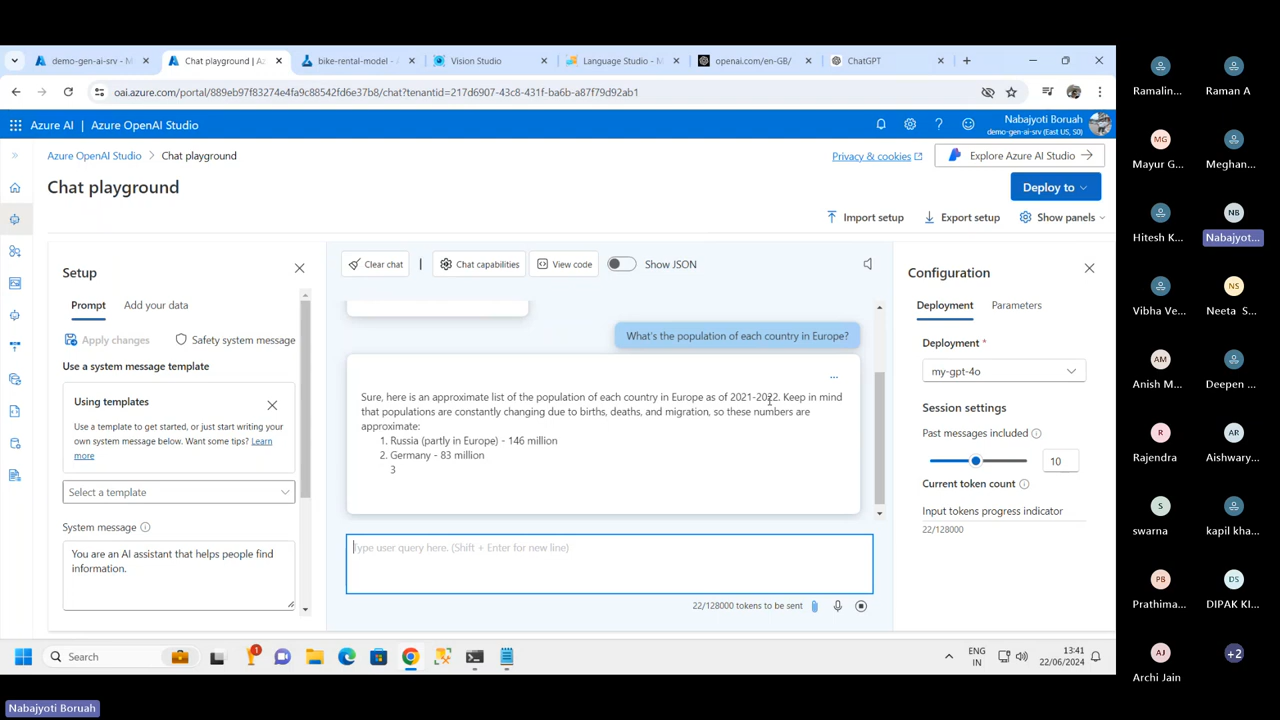 demo-gen-ai-srv - M
Chat playground | Az
bike-rental-model - A
Vision Studio
Language Studio - M
openai.com/en-GB/
ChatGPT
oai.azure.com/portal/889eb97f83274e4fa9c88542fd6e37b8/chat?tenantid=217d6907-43c8-431f-ba6b-a87f79d92ab1
Azure AI | Azure OpenAI Studio
Nabajyoti Boruah
demo-gen-ai-srv (East US, S0)
Azure OpenAI Studio > Chat playground
Privacy & cookies
Explore Azure AI Studio
Chat playground
Deploy to
Import setup
Export setup
Show panels
Setup
Prompt
Add your data
Apply changes
Safety system message
Use a system message template
Using templates
Use a template to get started, or just start writing your own system message below. Want some tips? Learn more
Select a template
System message
You are an AI assistant that helps people find information.
Clear chat
Chat capabilities
View code
Show JSON
What's the population of each country in Europe?
Sure, here is an approximate list of the population of each country in Europe as of 2021-2022. Keep in mind
that populations are constantly changing due to births, deaths, and migration, so these numbers are
approximate:
1. Russia (partly in Europe) - 146 million
2. Germany - 83 million
3
Type user query here. (Shift + Enter for new line)
22/128000 tokens to be sent
Configuration
Deployment
Parameters
Deployment *
my-gpt-4o
Session settings
Past messages included
10
Current token count
Input tokens progress indicator
22/128000
Search
1
ENG
IN
13:41
22/06/2024
Nabajyoti Boruah
Ramalin...
Raman A
MG
Mayur G...
Meghan...
Hitesh K...
NB
Nabajyot...
Vibha Ve...
NS
Neeta S...
AM
Anish M...
Deepen ...
R
Rajendra
AR
Aishwary...
S
swarna
kapil kha...
PB
Prathima...
DS
DIPAK KI...
AJ
Archi Jain
+2